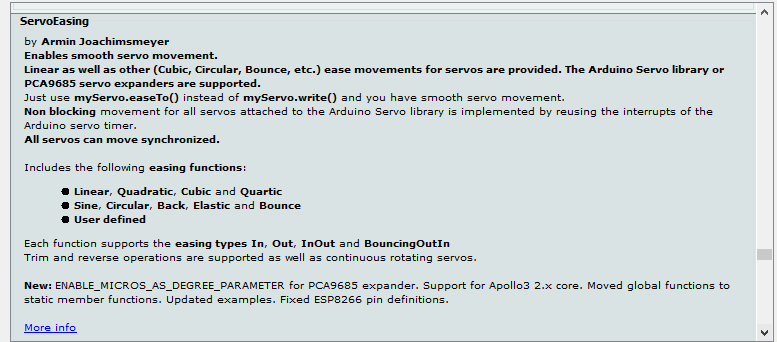 ServoEasing
by Armin Joachimsmeyer
Enables smooth servo movement.
Linear as well as other (Cubic, Circular, Bounce, etc.) ease movements for servos are provided. The Arduino Servo library or
PCA9685 servo expanders are supported.
Just use myServo.easeTo() instead of myServo.write() and you have smooth servo movement.
Non blocking movement for all servos attached to the Arduino Servo library is implemented by reusing the interrupts of the
Arduino servo timer.
All servos can move synchronized.
Includes the following easing functions:
● Linear, Quadratic, Cubic and Quartic
● Sine, Circular, Back, Elastic and Bounce
● User defined
Each function supports the easing types In, Out, InOut and BouncingOutIn
Trim and reverse operations are supported as well as continuous rotating servos.
New: ENABLE_MICROS_AS_DEGREE_PARAMETER for PCA9685 expander. Support for Apollo3 2.x core. Moved global functions to
static member functions. Updated examples. Fixed ESP8266 pin definitions.
More info